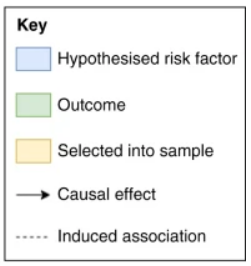 Key
Hypothesised risk factor
Outcome
Selected into sample
Causal effect
Induced association